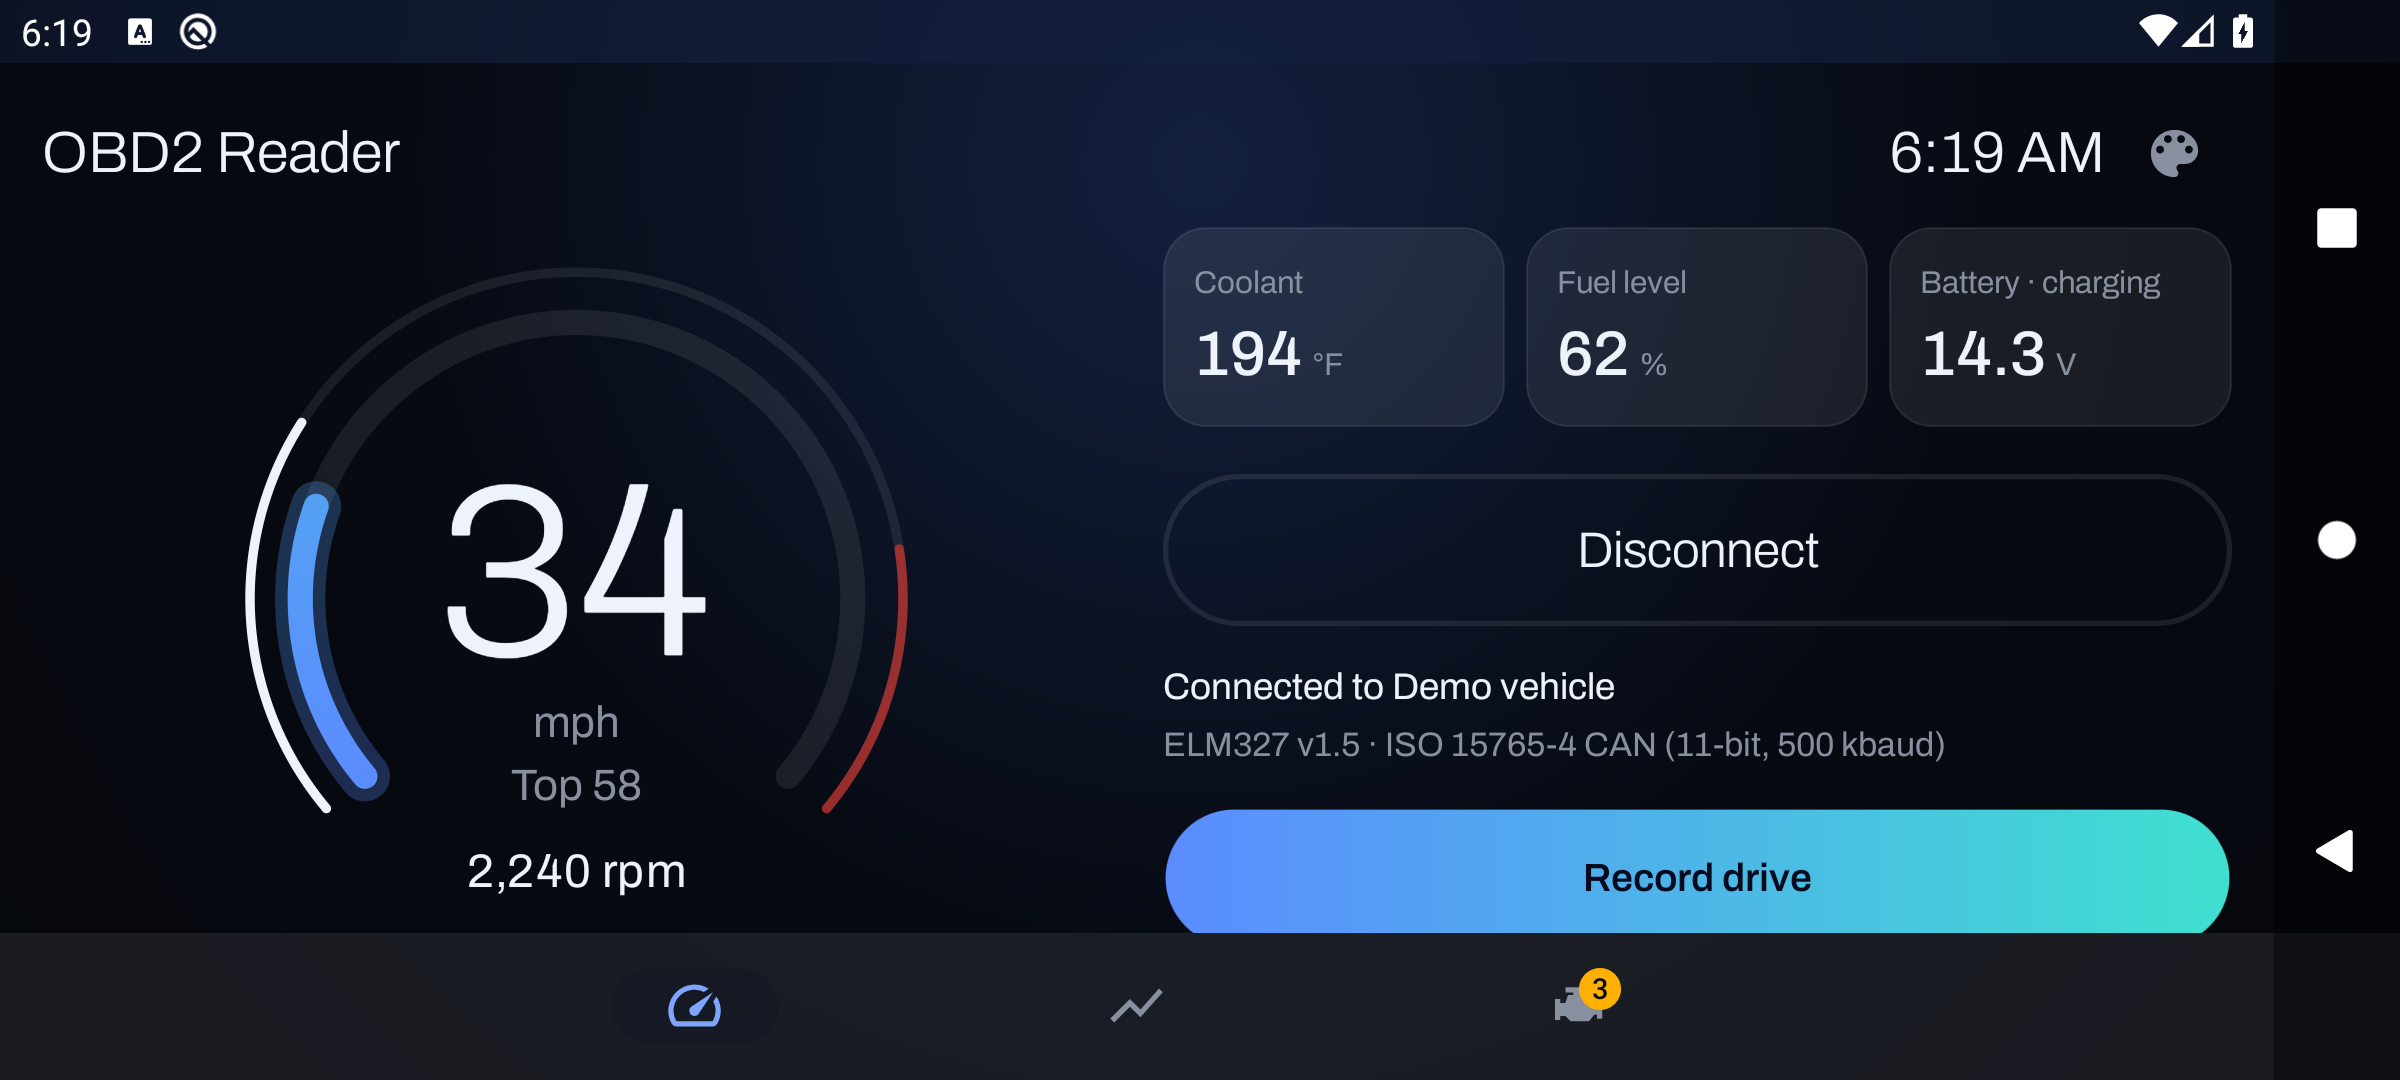 6:19
OBD2 Reader
6:19 AM
Coolant
194 °F
Fuel level
62 %
Battery · charging
14.3 V
34
mph
Top 58
2,240 rpm
Disconnect
Connected to Demo vehicle
ELM327 v1.5 · ISO 15765-4 CAN (11-bit, 500 kbaud)
Record drive
3